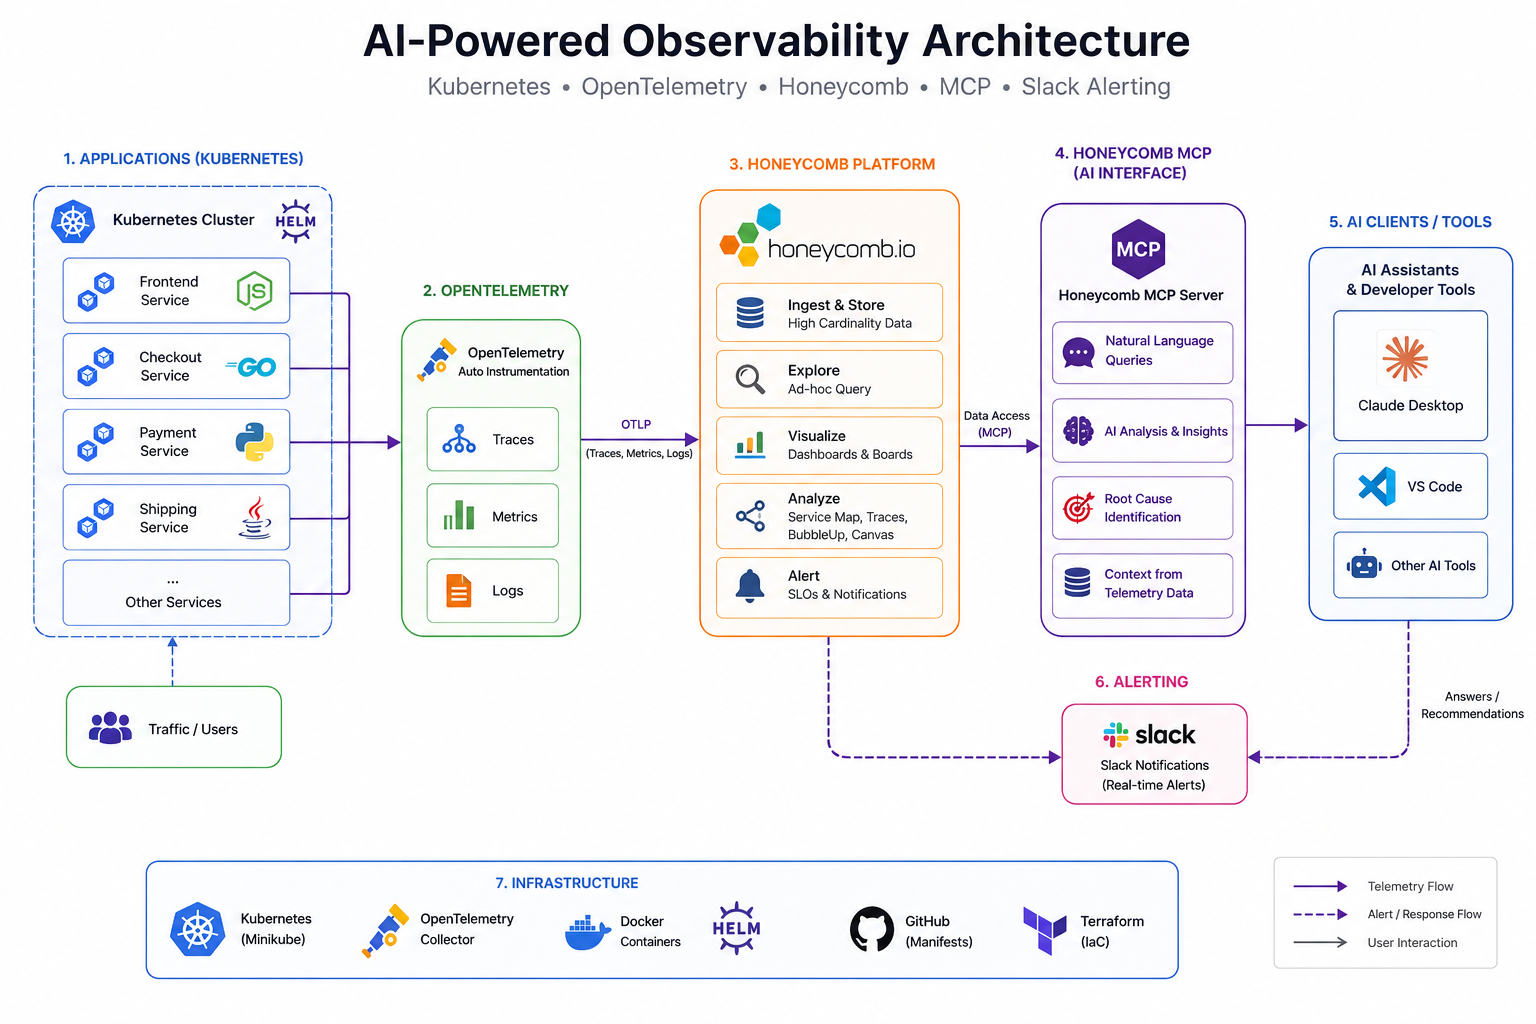 AI-Powered Observability Architecture
Kubernetes • OpenTelemetry • Honeycomb • MCP • Slack Alerting
1. APPLICATIONS (KUBERNETES)
Kubernetes Cluster
HELM
Frontend
Service
JS
Checkout
Service
GO
Payment
Service
Shipping
Service
...
Other Services
Traffic / Users
2. OPENTELEMETRY
OpenTelemetry
Auto Instrumentation
Traces
Metrics
Logs
OTLP
(Traces, Metrics, Logs)
3. HONEYCOMB PLATFORM
honeycomb.io
Ingest & Store
High Cardinality Data
Explore
Ad-hoc Query
Visualize
Dashboards & Boards
Analyze
Service Map, Traces,
BubbleUp, Canvas
Alert
SLOs & Notifications
Data Access
(MCP)
4. HONEYCOMB MCP
(AI INTERFACE)
MCP
Honeycomb MCP Server
Natural Language
Queries
AI Analysis & Insights
Root Cause
Identification
Context from
Telemetry Data
5. AI CLIENTS / TOOLS
AI Assistants
& Developer Tools
Claude Desktop
VS Code
Other AI Tools
Answers /
Recommendations
6. ALERTING
slack
Slack Notifications
(Real-time Alerts)
7. INFRASTRUCTURE
Kubernetes
(Minikube)
OpenTelemetry
Collector
Docker
Containers
HELM
GitHub
(Manifests)
Terraform
(IaC)
Telemetry Flow
Alert / Response Flow
User Interaction